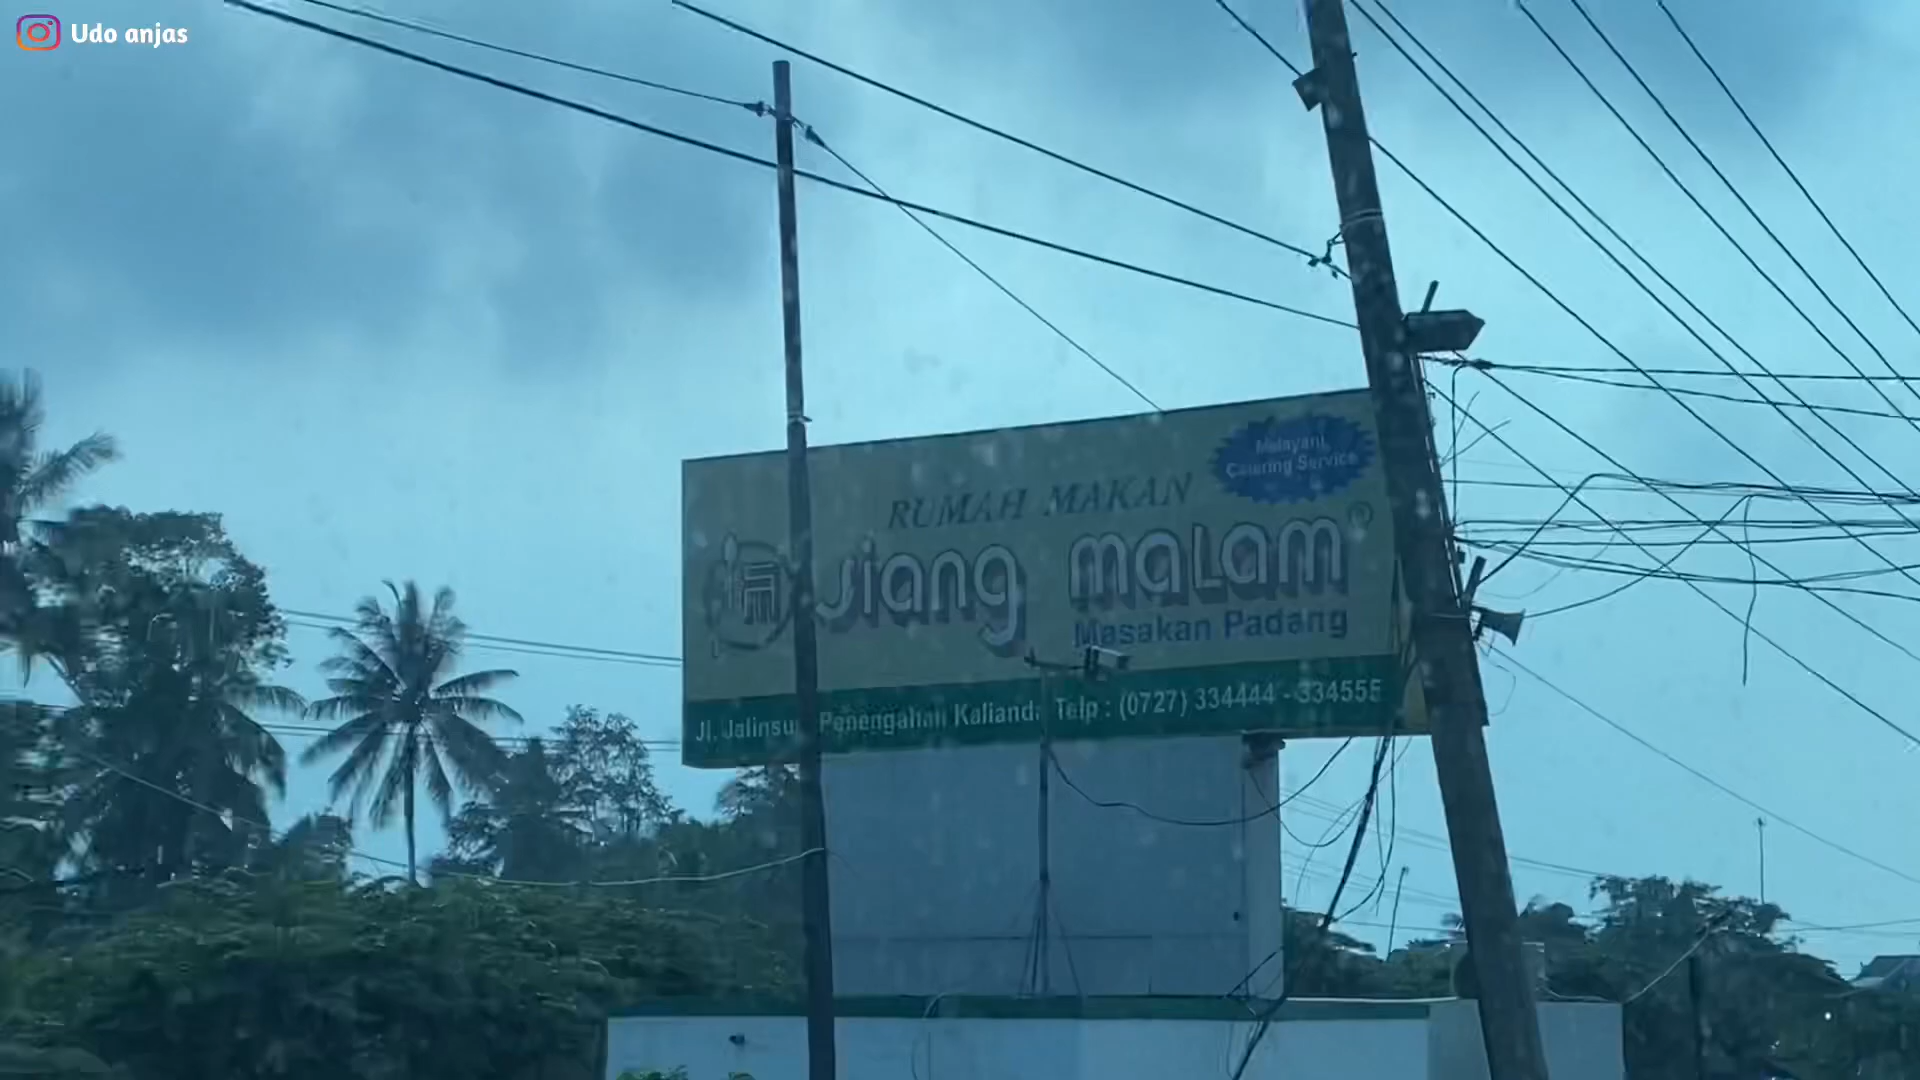 Udo anjas
Melayani
Catering Service
RUMAH MAKAN
siang malam®
Masakan Padang
Jl. Jalinsum Penengahan Kalianda Telp : (0727) 334444 - 334555